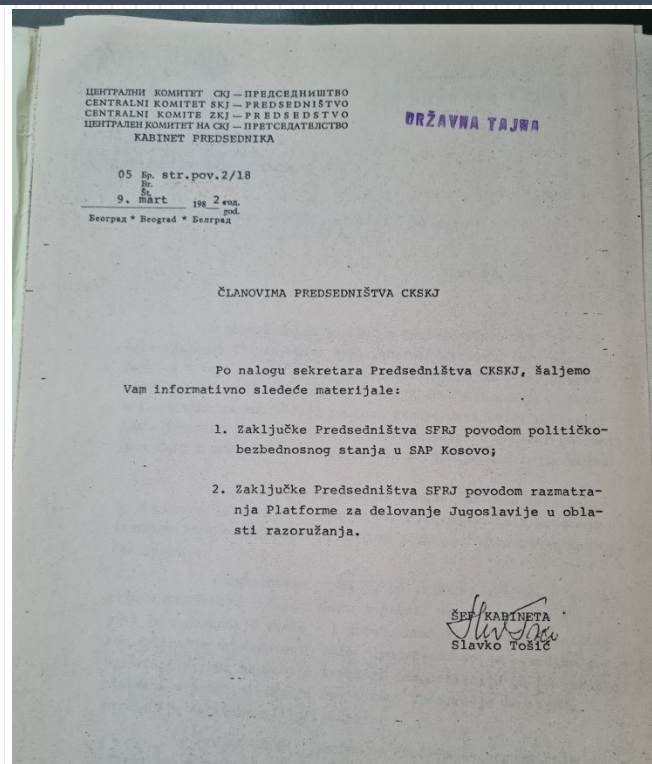 ЦЕНТРАЛНИ КОМИТЕТ СКЈ — ПРЕДСЕДНИШТВО
CENTRALNI KOMITET SKJ — PREDSEDNIŠTVO
CENTRALNI KOMITE ZKJ — PREDSEDSTVO
ЦЕНТРАЛЕН КОМИТЕТ НА СКЈ — ПРЕТСЕДАТЕЛСТВО
KABINET PREDSEDNIKA
DRŽAVNA TAJNA
05 Бр. str.pov.2/18
Br.
Št.
9. mart 198 2 год.
god.
Београд * Beograd * Белград
ČLANOVIMA PREDSEDNIŠTVA CKSKJ
Po nalogu sekretara Predsedništva CKSKJ, šaljemo
Vam informativno sledeće materijale:
1. Zaključke Predsedništva SFRJ povodom političko-
bezbednosnog stanja u SAP Kosovo;
2. Zaključke Predsedništva SFRJ povodom razmatra-
nja Platforme za delovanje Jugoslavije u obla-
sti razoružanja.
ŠEF KABINETA
Slavko Tošić